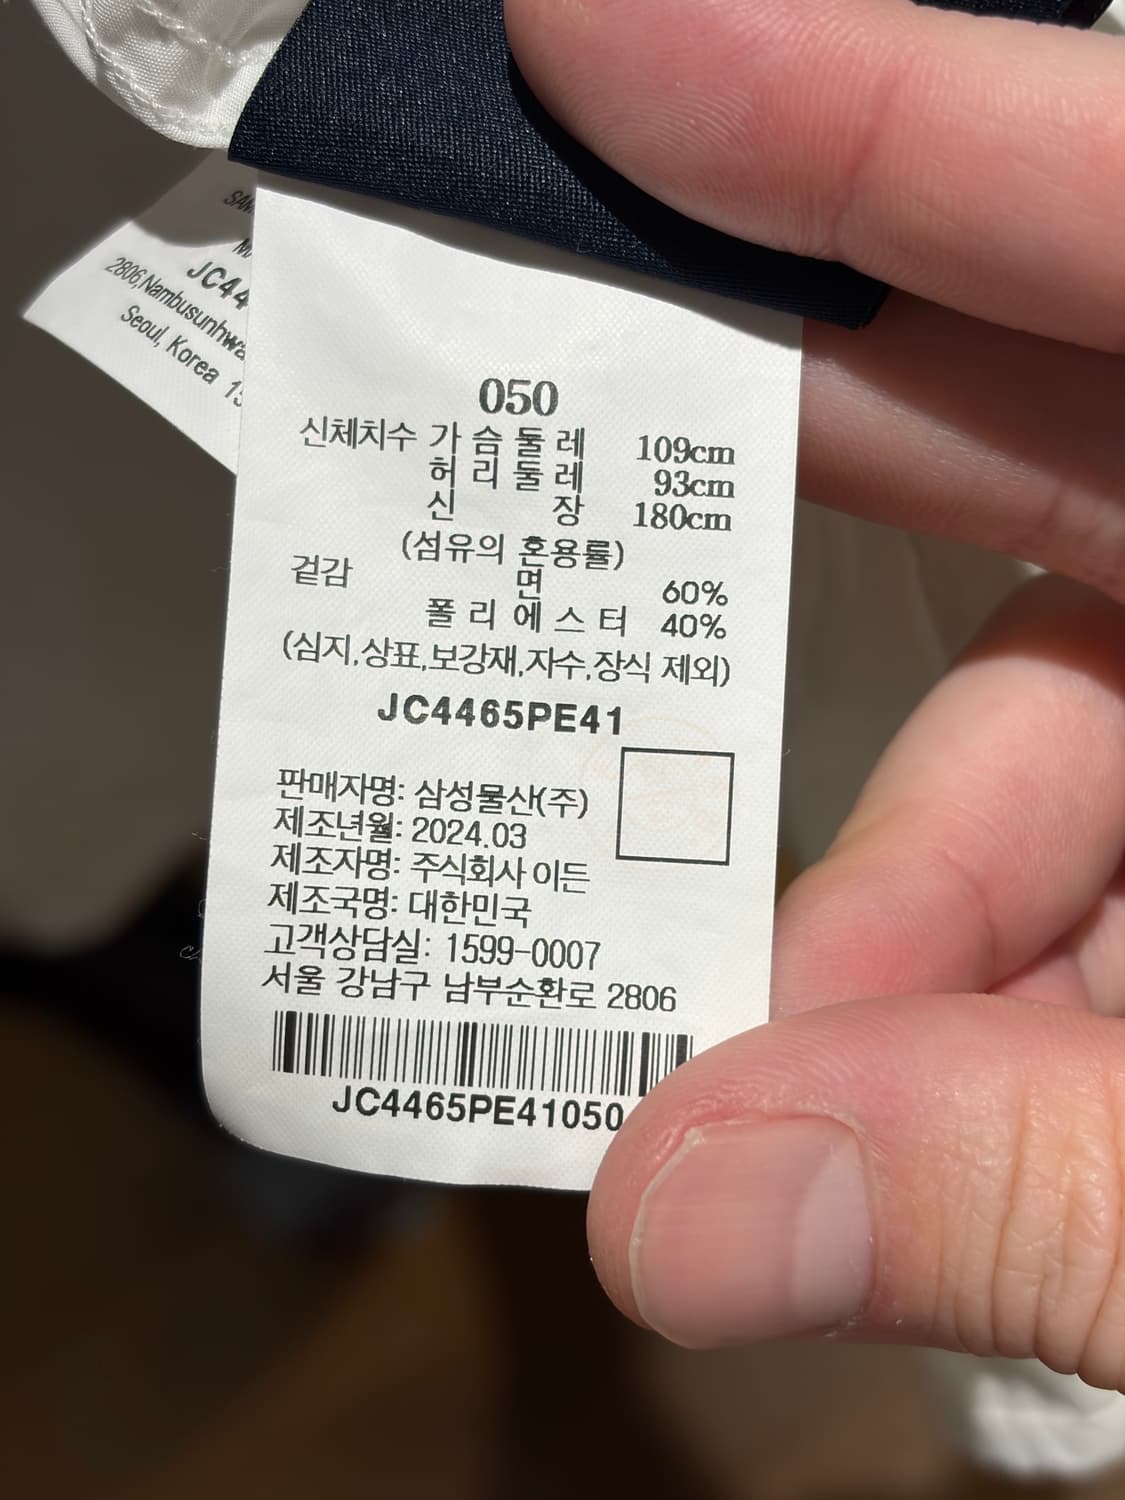 JC44
2806,Nambusunhwa
Seoul, Korea
050
신체치수 가슴둘레 109cm
허리둘레 93cm
신장 180cm
(섬유의 혼용률)
겉감 면 60%
폴리에스터 40%
(심지,상표,보강재,자수,장식 제외)
JC4465PE41
판매자명: 삼성물산(주)
제조년월: 2024.03
제조자명: 주식회사 이든
제조국명: 대한민국
고객상담실: 1599-0007
서울 강남구 남부순환로 2806
JC4465PE41050